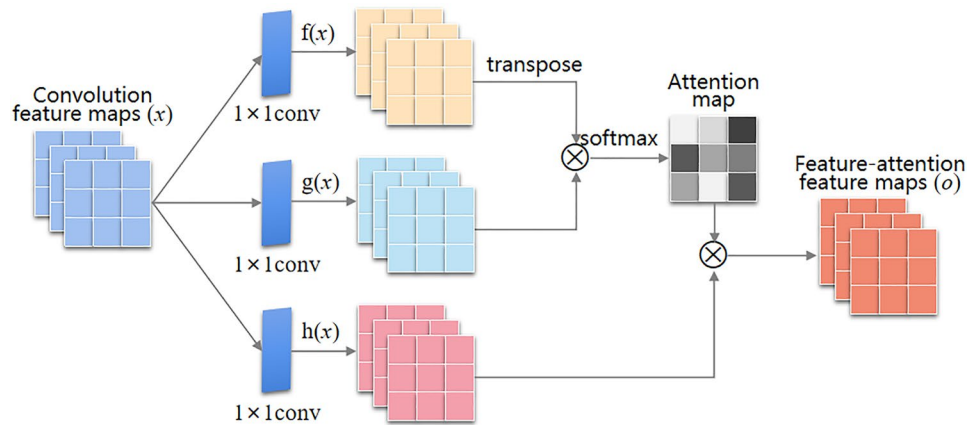 Convolution
feature maps (x)
f(x)
1×1conv
g(x)
1×1conv
h(x)
1×1conv
transpose
softmax
Attention
map
Feature-attention
feature maps (o)